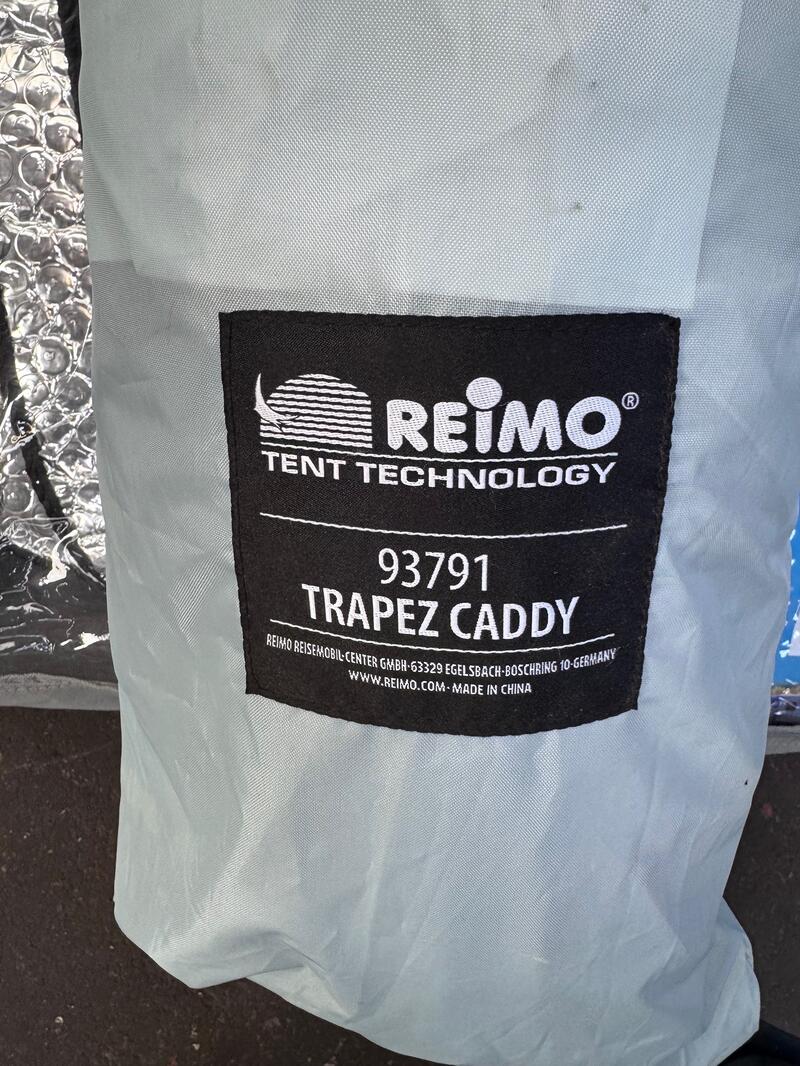 REIMO®
TENT TECHNOLOGY
93791
TRAPEZ CADDY
REIMO REISEMOBIL-CENTER GMBH·63329 EGELSBACH·BOSCHRING 10·GERMANY
WWW.REIMO.COM· MADE IN CHINA